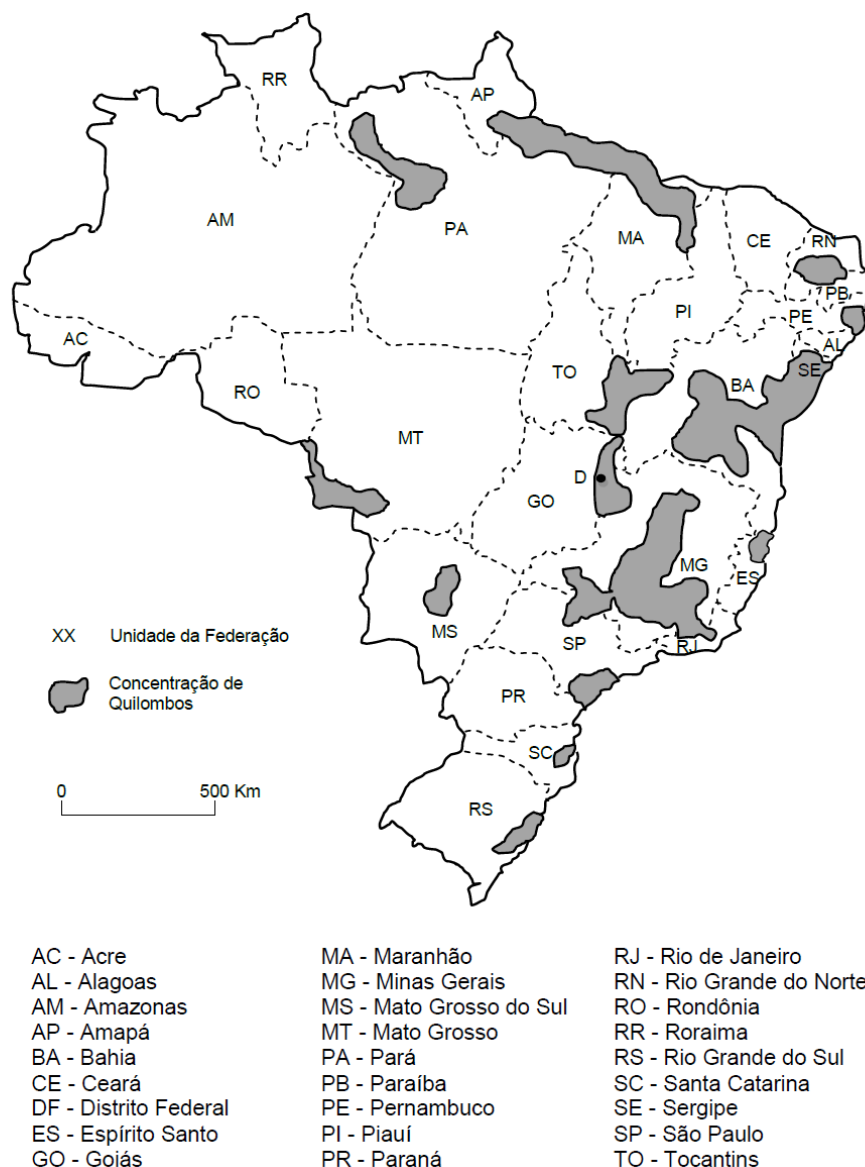 RR
AP
AM
PA
MA
CE
RN
PB
PE
PI
AL
AC
SE
TO
BA
RO
MT
D
GO
MG
ES
MS
SP
RJ
PR
SC
RS
XX Unidade da Federação
Concentração de
Quilombos
0 500 Km
AC - Acre
AL - Alagoas
AM - Amazonas
AP - Amapá
BA - Bahia
CE - Ceará
DF - Distrito Federal
ES - Espírito Santo
GO - Goiás
MA - Maranhão
MG - Minas Gerais
MS - Mato Grosso do Sul
MT - Mato Grosso
PA - Pará
PB - Paraíba
PE - Pernambuco
PI - Piauí
PR - Paraná
RJ - Rio de Janeiro
RN - Rio Grande do Norte
RO - Rondônia
RR - Roraima
RS - Rio Grande do Sul
SC - Santa Catarina
SE - Sergipe
SP - São Paulo
TO - Tocantins